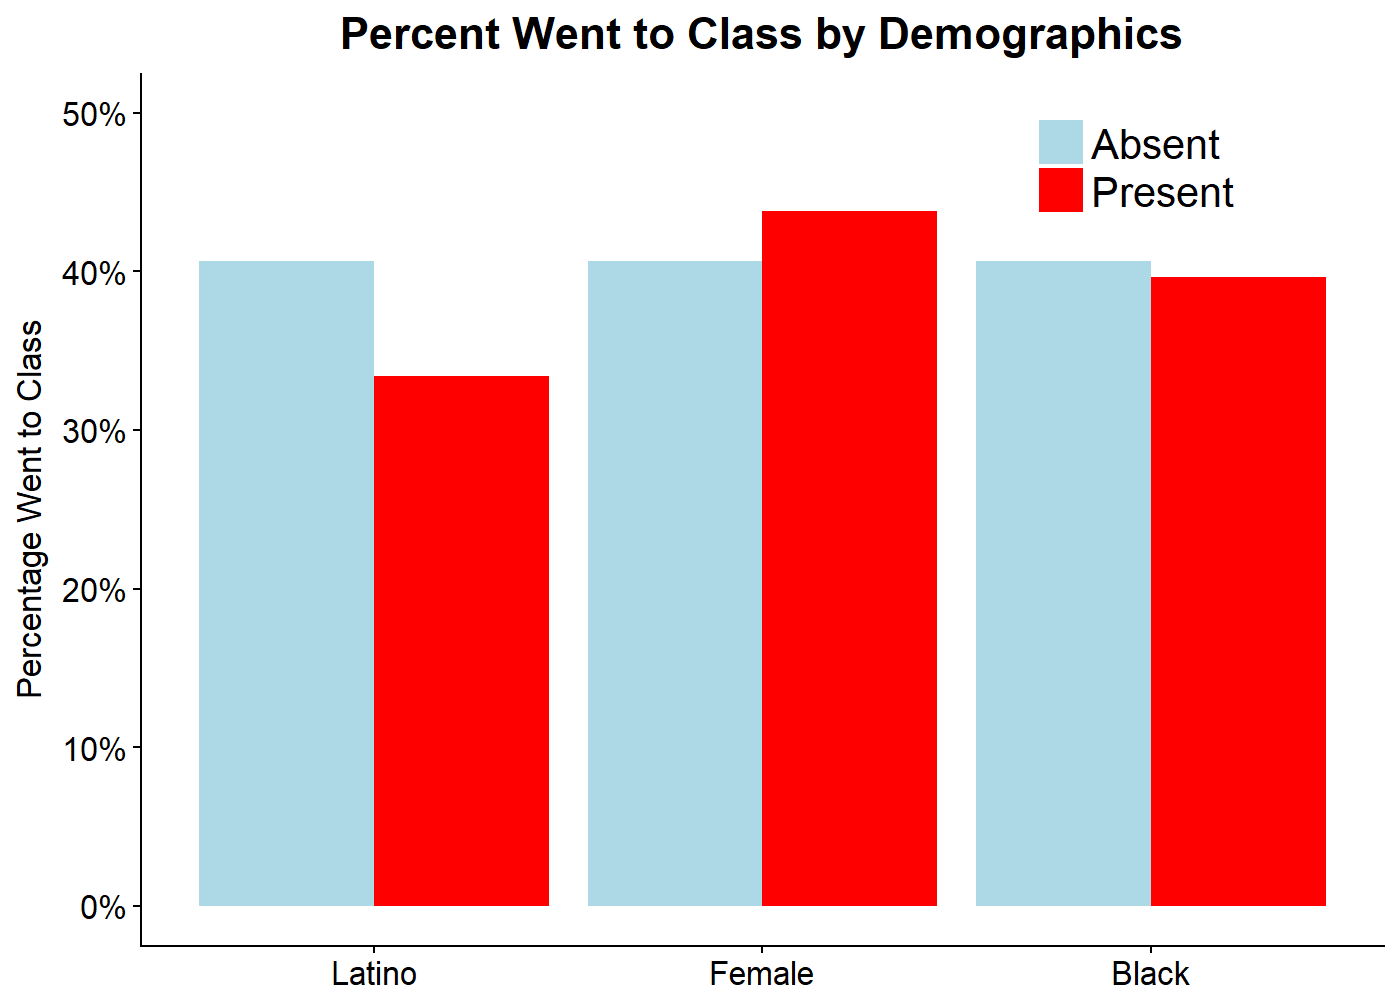 Percent Went to Class by Demographics
Absent
Present
Percentage Went to Class
50%
40%
30%
20%
10%
0%
Latino
Female
Black